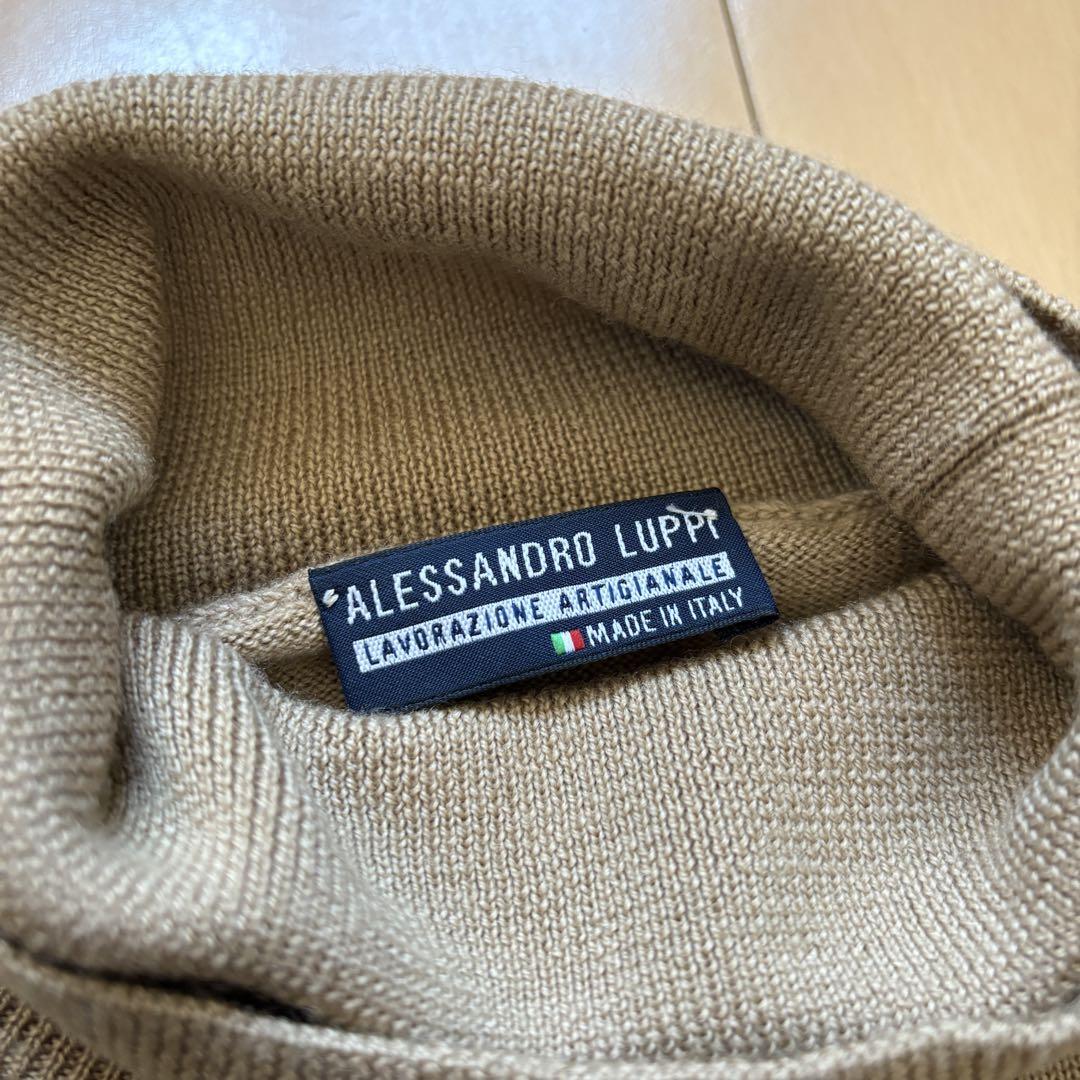 ALESSANDRO LUPPI
LAVORAZIONE ARTIGIANALE
MADE IN ITALY